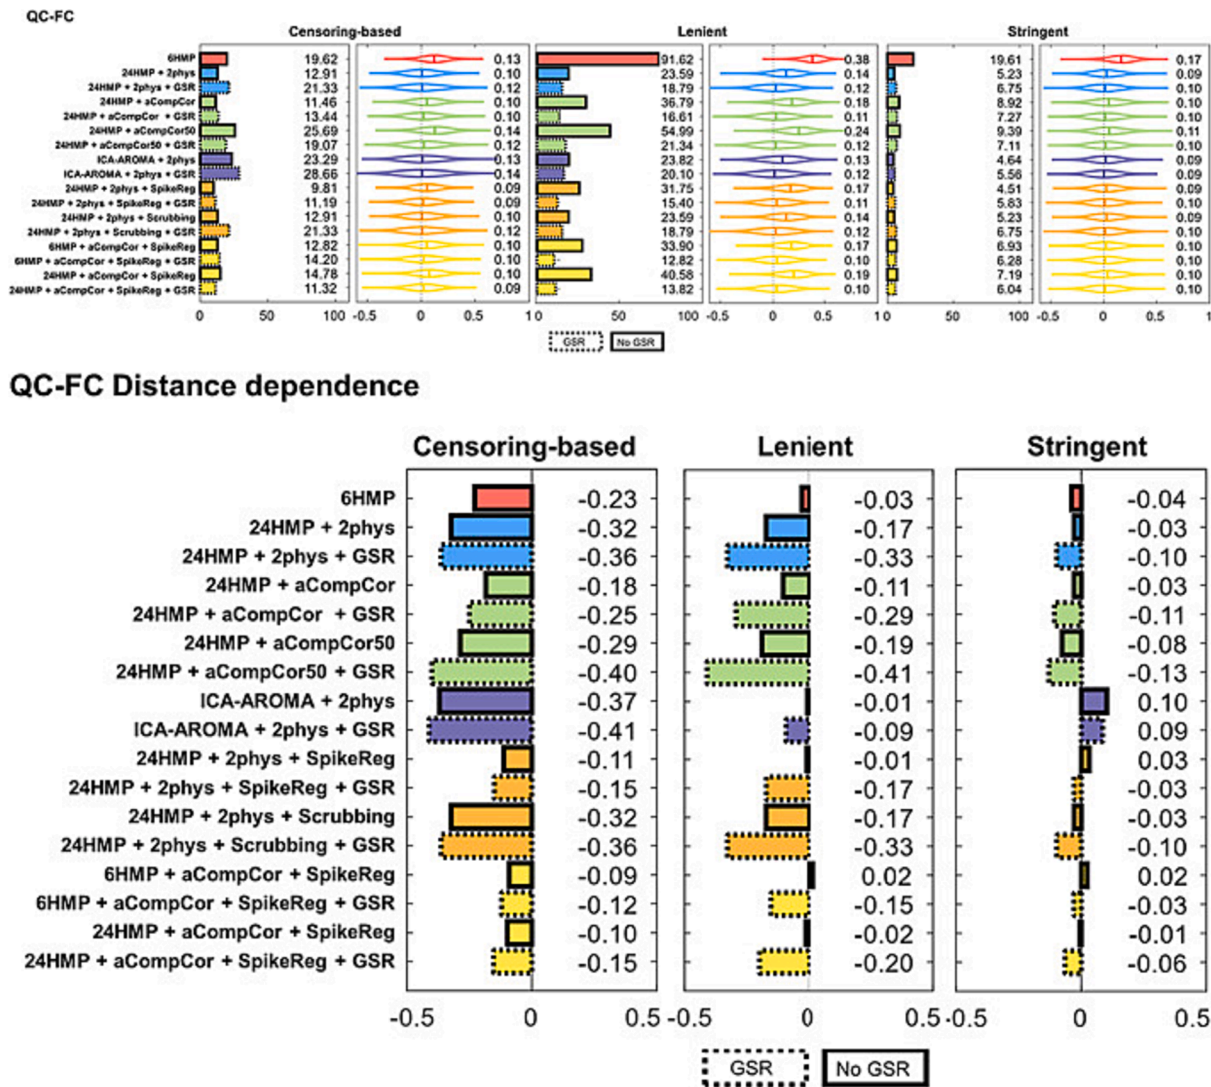 QC-FC
Censoring-based Lenient Stringent
6HMP 19.62 0.13 91.62 0.38 19.61 0.17
24HMP + 2phys 12.91 0.10 23.59 0.14 5.23 0.09
24HMP + 2phys + GSR 21.33 0.12 18.79 0.12 6.75 0.10
24HMP + aCompCor 11.46 0.10 36.79 0.18 8.92 0.10
24HMP + aCompCor + GSR 13.44 0.10 16.61 0.11 7.27 0.10
24HMP + aCompCor50 25.69 0.14 54.99 0.24 9.39 0.11
24HMP + aCompCor50 + GSR 19.07 0.12 21.34 0.12 7.11 0.10
ICA-AROMA + 2phys 23.29 0.13 23.82 0.13 4.64 0.09
ICA-AROMA + 2phys + GSR 28.66 0.14 20.10 0.12 5.56 0.09
24HMP + 2phys + SpikeReg 9.81 0.09 31.75 0.17 4.51 0.09
24HMP + 2phys + SpikeReg + GSR 11.19 0.09 15.40 0.11 5.83 0.10
24HMP + 2phys + Scrubbing 12.91 0.10 23.59 0.14 5.23 0.09
24HMP + 2phys + Scrubbing + GSR 21.33 0.12 18.79 0.12 6.75 0.10
6HMP + aCompCor + SpikeReg 12.82 0.10 33.90 0.17 6.93 0.10
6HMP + aCompCor + SpikeReg + GSR 14.20 0.10 12.82 0.10 6.28 0.10
24HMP + aCompCor + SpikeReg 14.78 0.10 40.58 0.19 7.19 0.10
24HMP + aCompCor + SpikeReg + GSR 11.32 0.09 13.82 0.10 6.04 0.10
0 50 100 -0.5 0 0.5 1 0 50 100 -0.5 0 0.5 1 0 50 100 -0.5 0 0.5 1
GSR No GSR
QC-FC Distance dependence
Censoring-based Lenient Stringent
6HMP -0.23 -0.03 -0.04
24HMP + 2phys -0.32 -0.17 -0.03
24HMP + 2phys + GSR -0.36 -0.33 -0.10
24HMP + aCompCor -0.18 -0.11 -0.03
24HMP + aCompCor + GSR -0.25 -0.29 -0.11
24HMP + aCompCor50 -0.29 -0.19 -0.08
24HMP + aCompCor50 + GSR -0.40 -0.41 -0.13
ICA-AROMA + 2phys -0.37 -0.01 0.10
ICA-AROMA + 2phys + GSR -0.41 -0.09 0.09
24HMP + 2phys + SpikeReg -0.11 -0.01 0.03
24HMP + 2phys + SpikeReg + GSR -0.15 -0.17 -0.03
24HMP + 2phys + Scrubbing -0.32 -0.17 -0.03
24HMP + 2phys + Scrubbing + GSR -0.36 -0.33 -0.10
6HMP + aCompCor + SpikeReg -0.09 0.02 0.02
6HMP + aCompCor + SpikeReg + GSR -0.12 -0.15 -0.03
24HMP + aCompCor + SpikeReg -0.10 -0.02 -0.01
24HMP + aCompCor + SpikeReg + GSR -0.15 -0.20 -0.06
-0.5 0 0.5 -0.5 0 0.5 -0.5 0 0.5
GSR No GSR